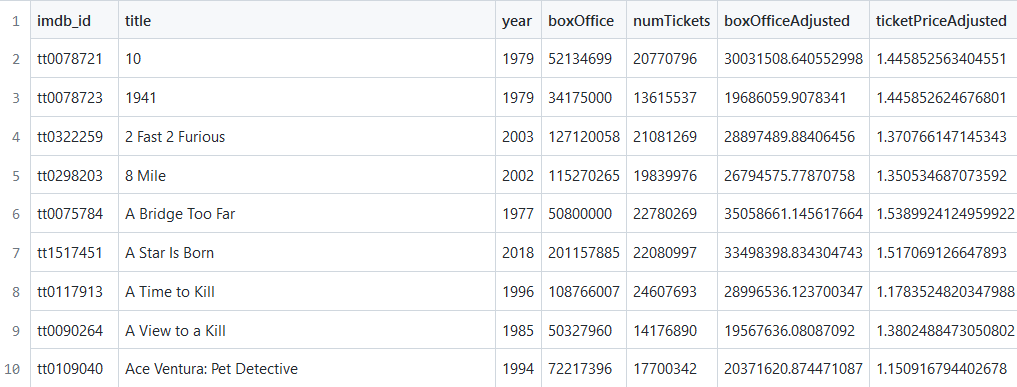 1 imdb_id title year boxOffice numTickets boxOfficeAdjusted ticketPriceAdjusted
2 tt0078721 10 1979 52134699 20770796 30031508.640552998 1.445852563404551
3 tt0078723 1941 1979 34175000 13615537 19686059.9078341 1.445852624676801
4 tt0322259 2 Fast 2 Furious 2003 127120058 21081269 28897489.88406456 1.370766147145343
5 tt0298203 8 Mile 2002 115270265 19839976 26794575.77870758 1.350534687073592
6 tt0075784 A Bridge Too Far 1977 50800000 22780269 35058661.145617664 1.5389924124959922
7 tt1517451 A Star Is Born 2018 201157885 22080997 33498398.834304743 1.517069126647893
8 tt0117913 A Time to Kill 1996 108766007 24607693 28996536.123700347 1.1783524820347988
9 tt0090264 A View to a Kill 1985 50327960 14176890 19567636.08087092 1.3802488473050802
10 tt0109040 Ace Ventura: Pet Detective 1994 72217396 17700342 20371620.874471087 1.150916794402678